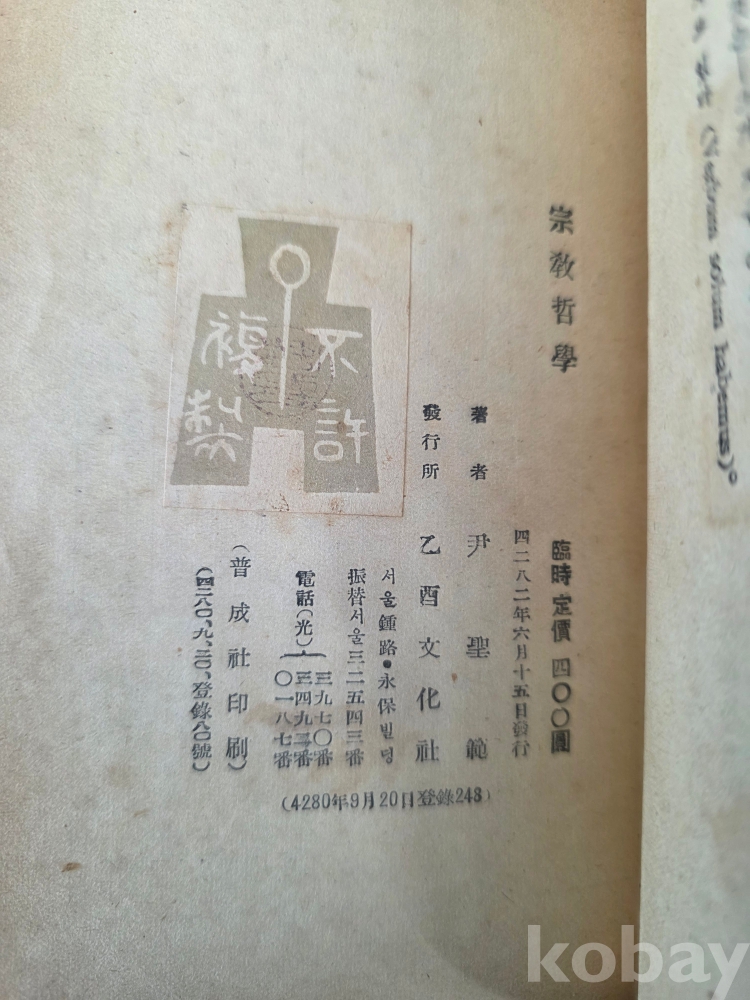 宗敎哲學
臨時定價 四〇〇圓
四二八二年六月十五日發行
著者 尹聖範
發行所 乙酉文化社
서울鍾路●永保빌딩
振替서울三二五四三番
電話(光)
三九七〇番
三四九二番
〇一八七番
(普成社印刷)
(四二八〇、九、二〇、登錄八〇號)
(4280年9月20日登錄248)
不許
複製
(Verbum solum habemus)。
kobay